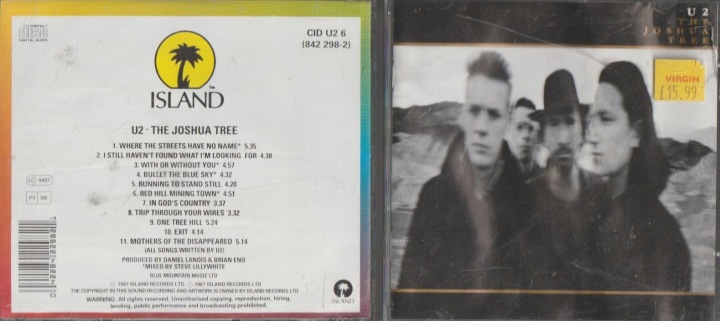 COMPACT
disc
DIGITAL AUDIO
CID U2 6
(842 298-2)
ISLAND™
U2 · THE JOSHUA TREE
1. WHERE THE STREETS HAVE NO NAME* 5.35
2. I STILL HAVEN'T FOUND WHAT I'M LOOKING FOR 4.38
3. WITH OR WITHOUT YOU* 4.57
4. BULLET THE BLUE SKY* 4.32
5. RUNNING TO STAND STILL 4.20
6. RED HILL MINING TOWN* 4.51
7. IN GOD'S COUNTRY 3.37
8. TRIP THROUGH YOUR WIRES 3.32
9. ONE TREE HILL 5.24
10. EXIT 4.14
11. MOTHERS OF THE DISAPPEARED 5.14
(ALL SONGS WRITTEN BY U2)
PRODUCED BY DANIEL LANOIS & BRIAN ENO
*MIXED BY STEVE LILLYWHITE
BLUE MOUNTAIN MUSIC LTD
℗ 1987 ISLAND RECORDS LTD © 1987 ISLAND RECORDS LTD
THE COPYRIGHT IN THIS SOUND RECORDING AND ARTWORK IS OWNED BY ISLAND RECORDS LTD
WARNING: All rights reserved. Unauthorised copying, reproduction, hiring,
lending, public performance and broadcasting prohibited.
LC
PY
ISLAND
U2
THE
JOSHUA
TREE
VIRGIN
£15.99